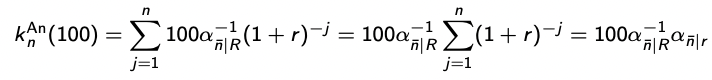 $k_n^{\text{An}}(100) = \sum_{j=1}^{n} 100\alpha_{\bar{n}|R}^{-1}(1+r)^{-j} = 100\alpha_{\bar{n}|R}^{-1} \sum_{j=1}^{n} (1+r)^{-j} = 100\alpha_{\bar{n}|R}^{-1}\alpha_{\bar{n}|r}$